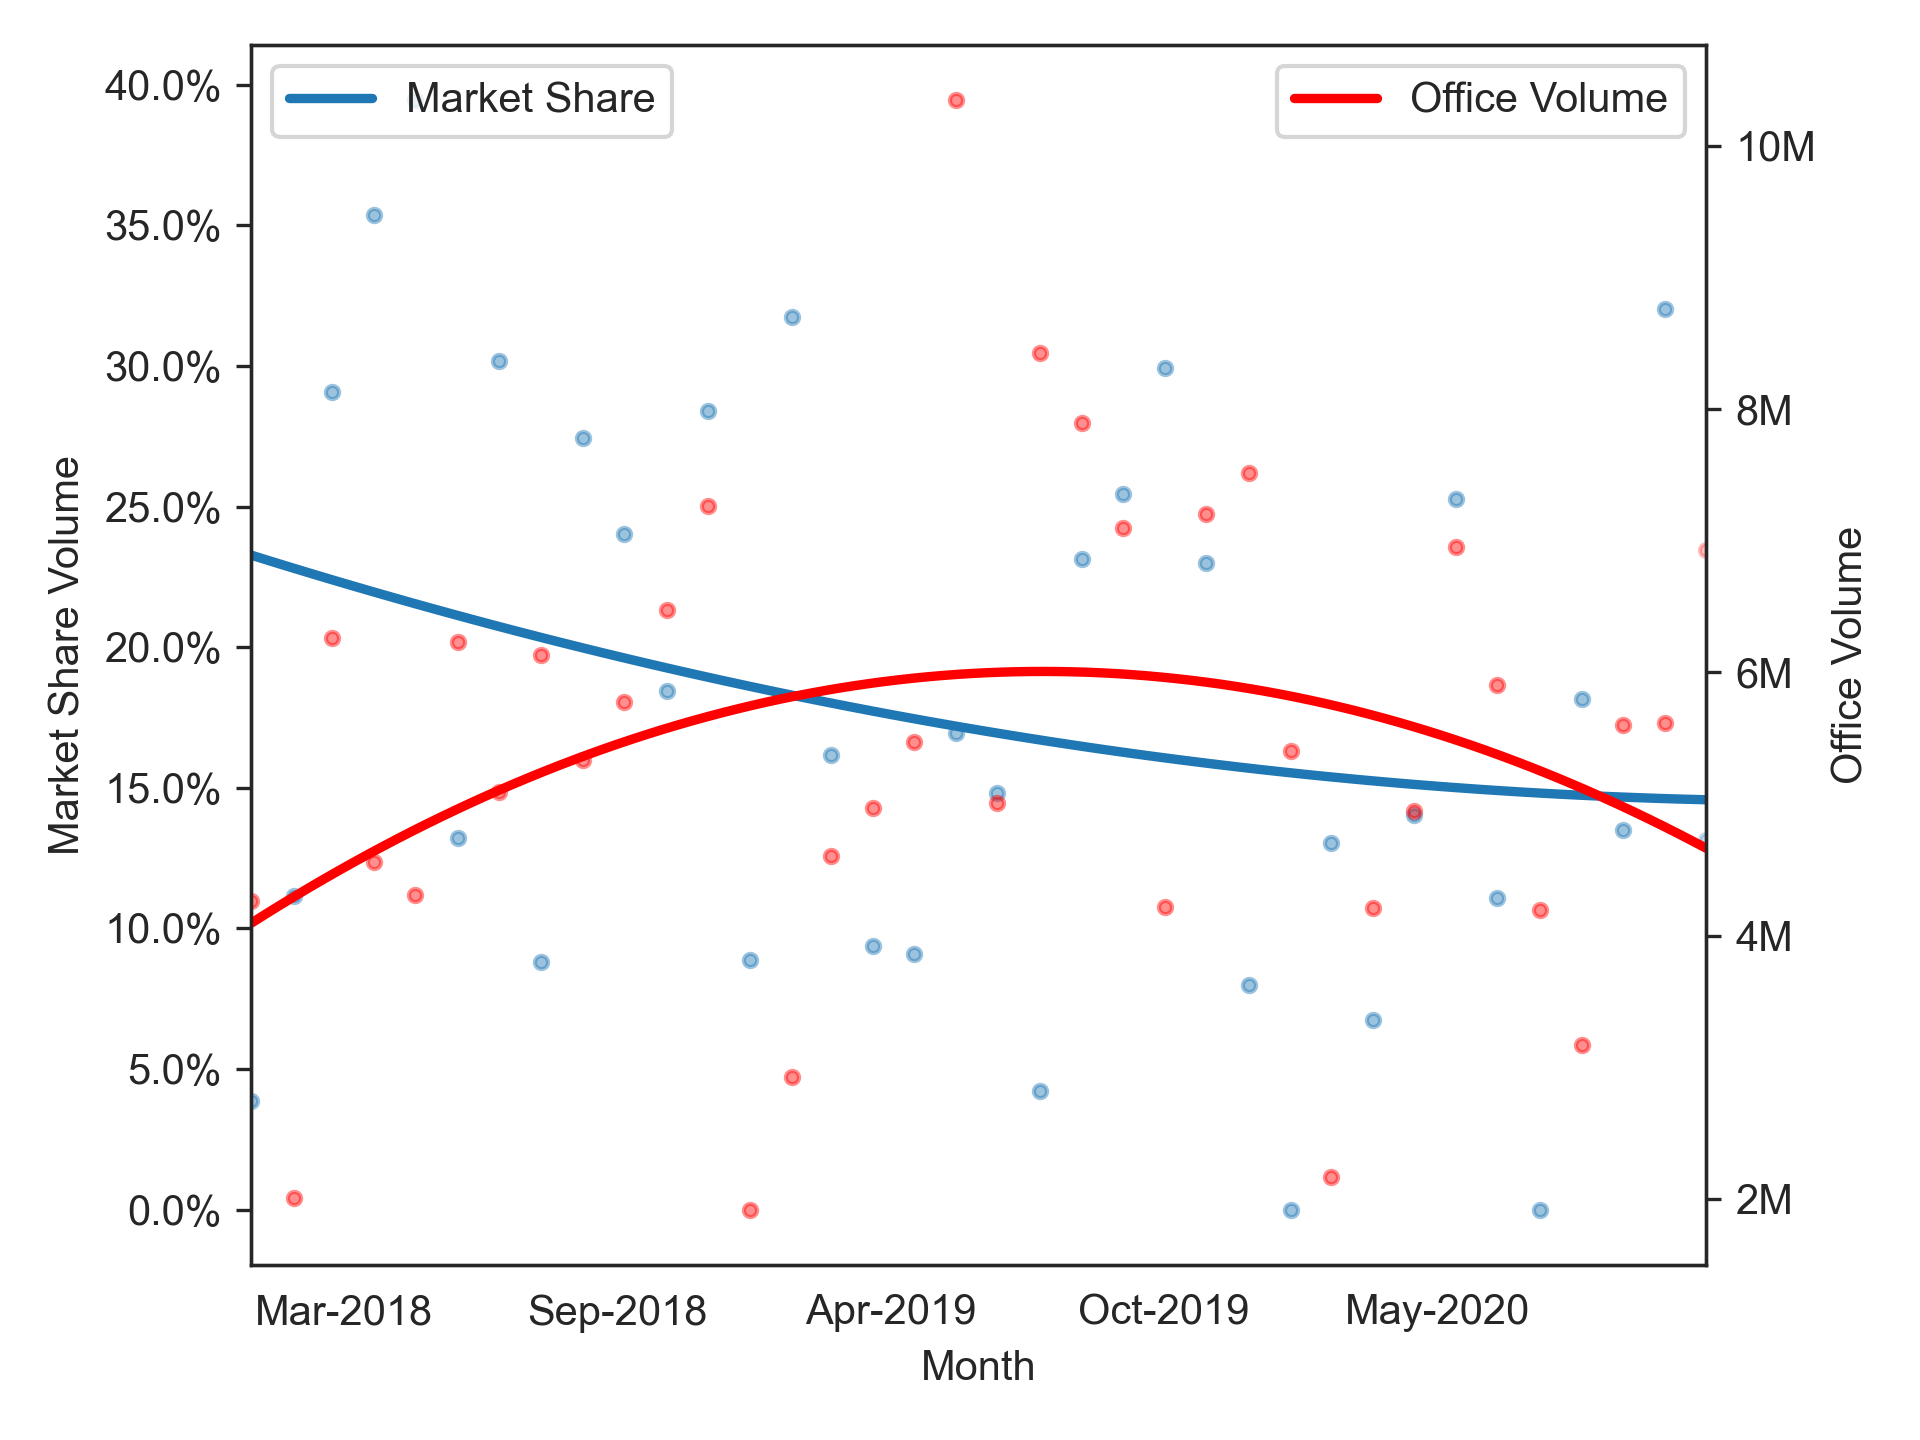 Market Share
Office Volume
40.0%
35.0%
30.0%
25.0%
20.0%
15.0%
10.0%
5.0%
0.0%
Market Share Volume
10M
8M
6M
4M
2M
Office Volume
Mar-2018
Sep-2018
Apr-2019
Oct-2019
May-2020
Month